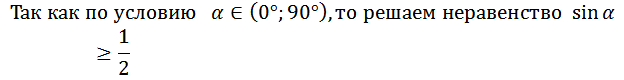 Так как по условию α ∈ (0°; 90°), то решаем неравенство sin α
≥ 1/2